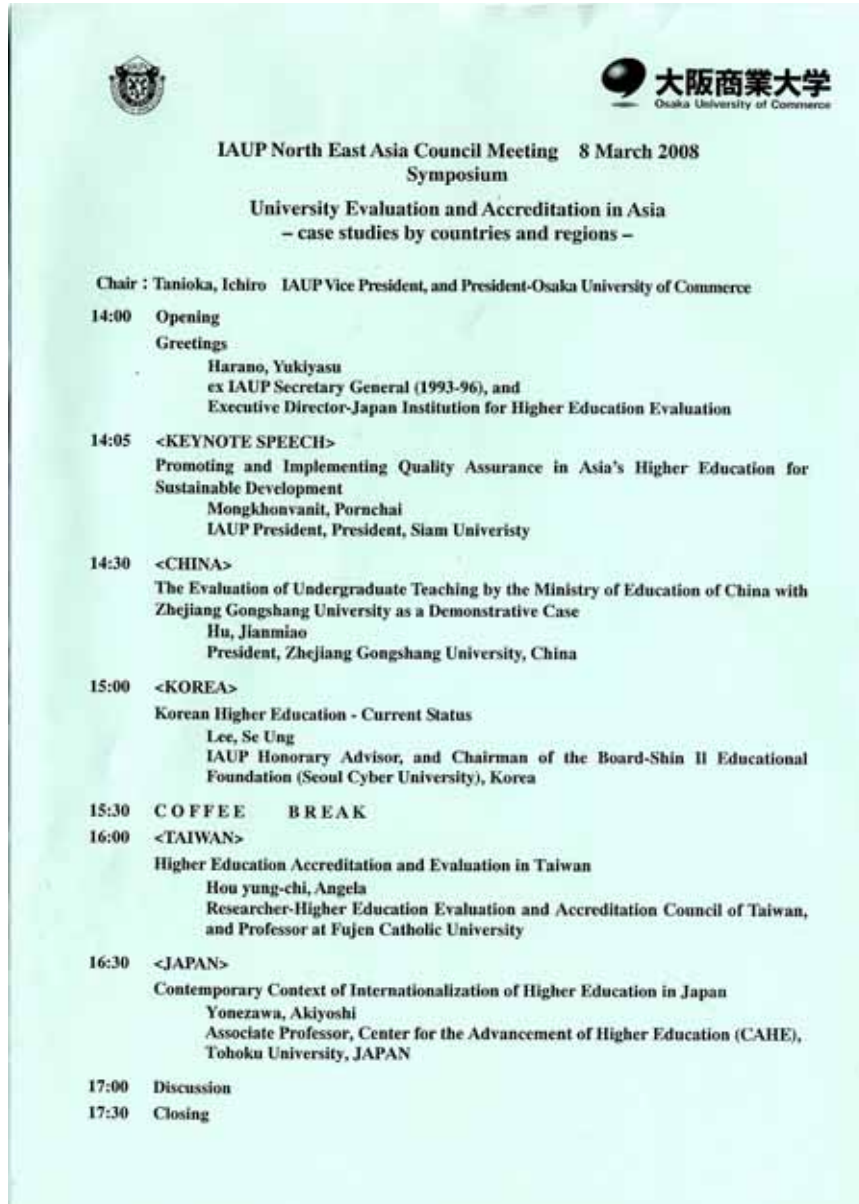 大阪商業大学
Osaka University of Commerce
IAUP North East Asia Council Meeting 8 March 2008
Symposium
University Evaluation and Accreditation in Asia
– case studies by countries and regions –
Chair : Tanioka, Ichiro IAUP Vice President, and President-Osaka University of Commerce
14:00 Opening
Greetings
Harano, Yukiyasu
ex IAUP Secretary General (1993-96), and
Executive Director-Japan Institution for Higher Education Evaluation
14:05 <KEYNOTE SPEECH>
Promoting and Implementing Quality Assurance in Asia's Higher Education for
Sustainable Development
Mongkhonvanit, Pornchai
IAUP President, President, Siam Univeristy
14:30 <CHINA>
The Evaluation of Undergraduate Teaching by the Ministry of Education of China with
Zhejiang Gongshang University as a Demonstrative Case
Hu, Jianmiao
President, Zhejiang Gongshang University, China
15:00 <KOREA>
Korean Higher Education - Current Status
Lee, Se Ung
IAUP Honorary Advisor, and Chairman of the Board-Shin Il Educational
Foundation (Seoul Cyber University), Korea
15:30 COFFEE BREAK
16:00 <TAIWAN>
Higher Education Accreditation and Evaluation in Taiwan
Hou yung-chi, Angela
Researcher-Higher Education Evaluation and Accreditation Council of Taiwan,
and Professor at Fujen Catholic University
16:30 <JAPAN>
Contemporary Context of Internationalization of Higher Education in Japan
Yonezawa, Akiyoshi
Associate Professor, Center for the Advancement of Higher Education (CAHE),
Tohoku University, JAPAN
17:00 Discussion
17:30 Closing